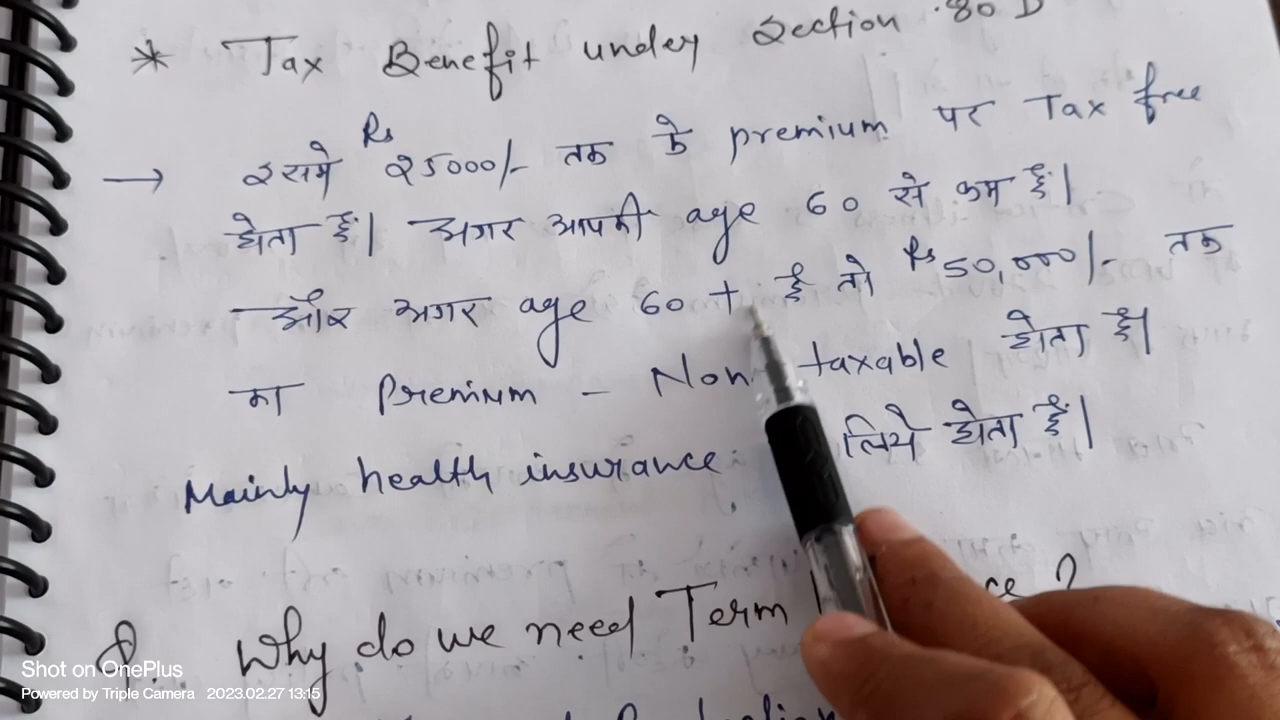 * Tax Benefit under Section 80 D
→ इसमे Rs 25000/- तक के premium पर Tax free
होता है। अगर आपकी age 60 से कम है।
और अगर age 60+ है तो Rs 50,000/- तक
का Premium - Non taxable होता है।
Mainly health insurance लिये होता है।
Q. Why do we need Term
Shot on OnePlus
Powered by Triple Camera 2023.02.27 13:15